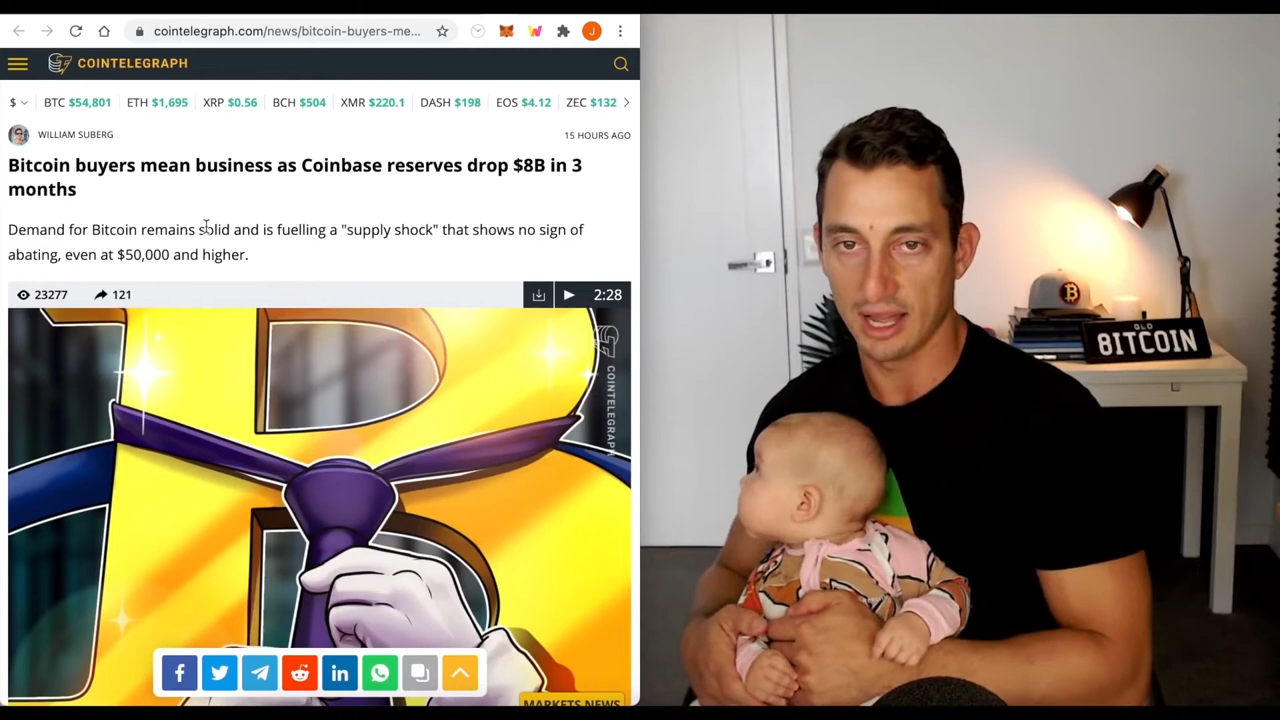 cointelegraph.com/news/bitcoin-buyers-me...
J
COINTELEGRAPH
$ BTC $54,801 ETH $1,695 XRP $0.56 BCH $504 XMR $220.1 DASH $198 EOS $4.12 ZEC $132
WILLIAM SUBERG
15 HOURS AGO
Bitcoin buyers mean business as Coinbase reserves drop $8B in 3
months
Demand for Bitcoin remains solid and is fuelling a "supply shock" that shows no sign of
abating, even at $50,000 and higher.
23277 121
2:28
COINTELEGRAPH
MARKETS NEWS
QLD
8ITCOIN